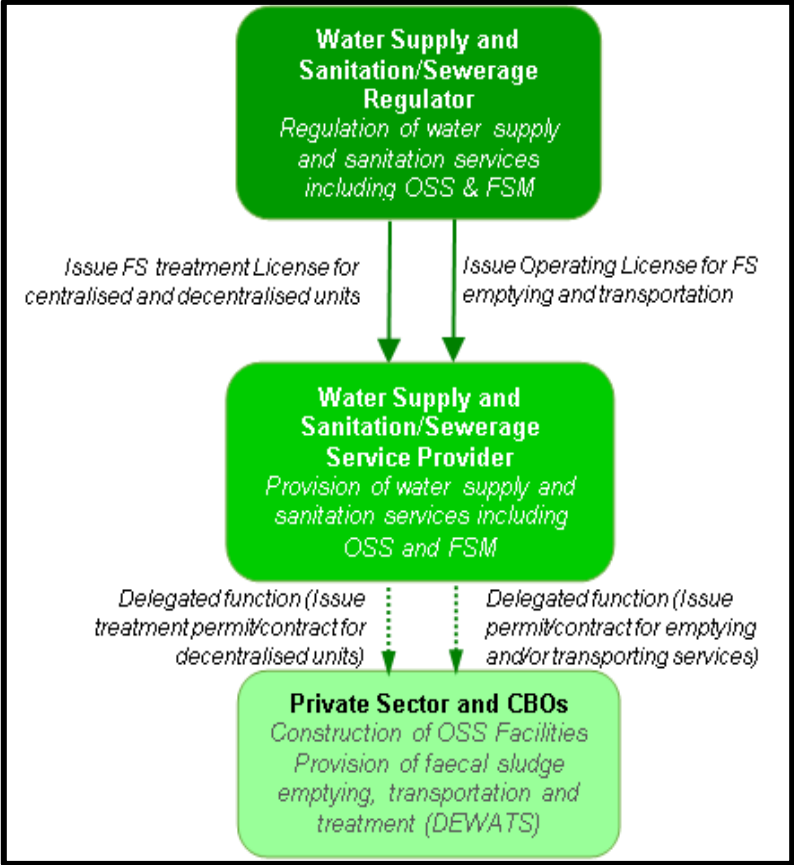 Water Supply and
Sanitation/Sewerage
Regulator
Regulation of water supply
and sanitation services
including OSS & FSM
Issue FS treatment License for
centralised and decentralised units
Issue Operating License for FS
emptying and transportation
Water Supply and
Sanitation/Sewerage
Service Provider
Provision of water supply and
sanitation services including
OSS and FSM
Delegated function (Issue
treatment permit/contract for
decentralised units)
Delegated function (Issue
permit/contract for emptying
and/or transporting services)
Private Sector and CBOs
Construction of OSS Facilities
Provision of faecal sludge
emptying, transportation and
treatment (DEWATS)